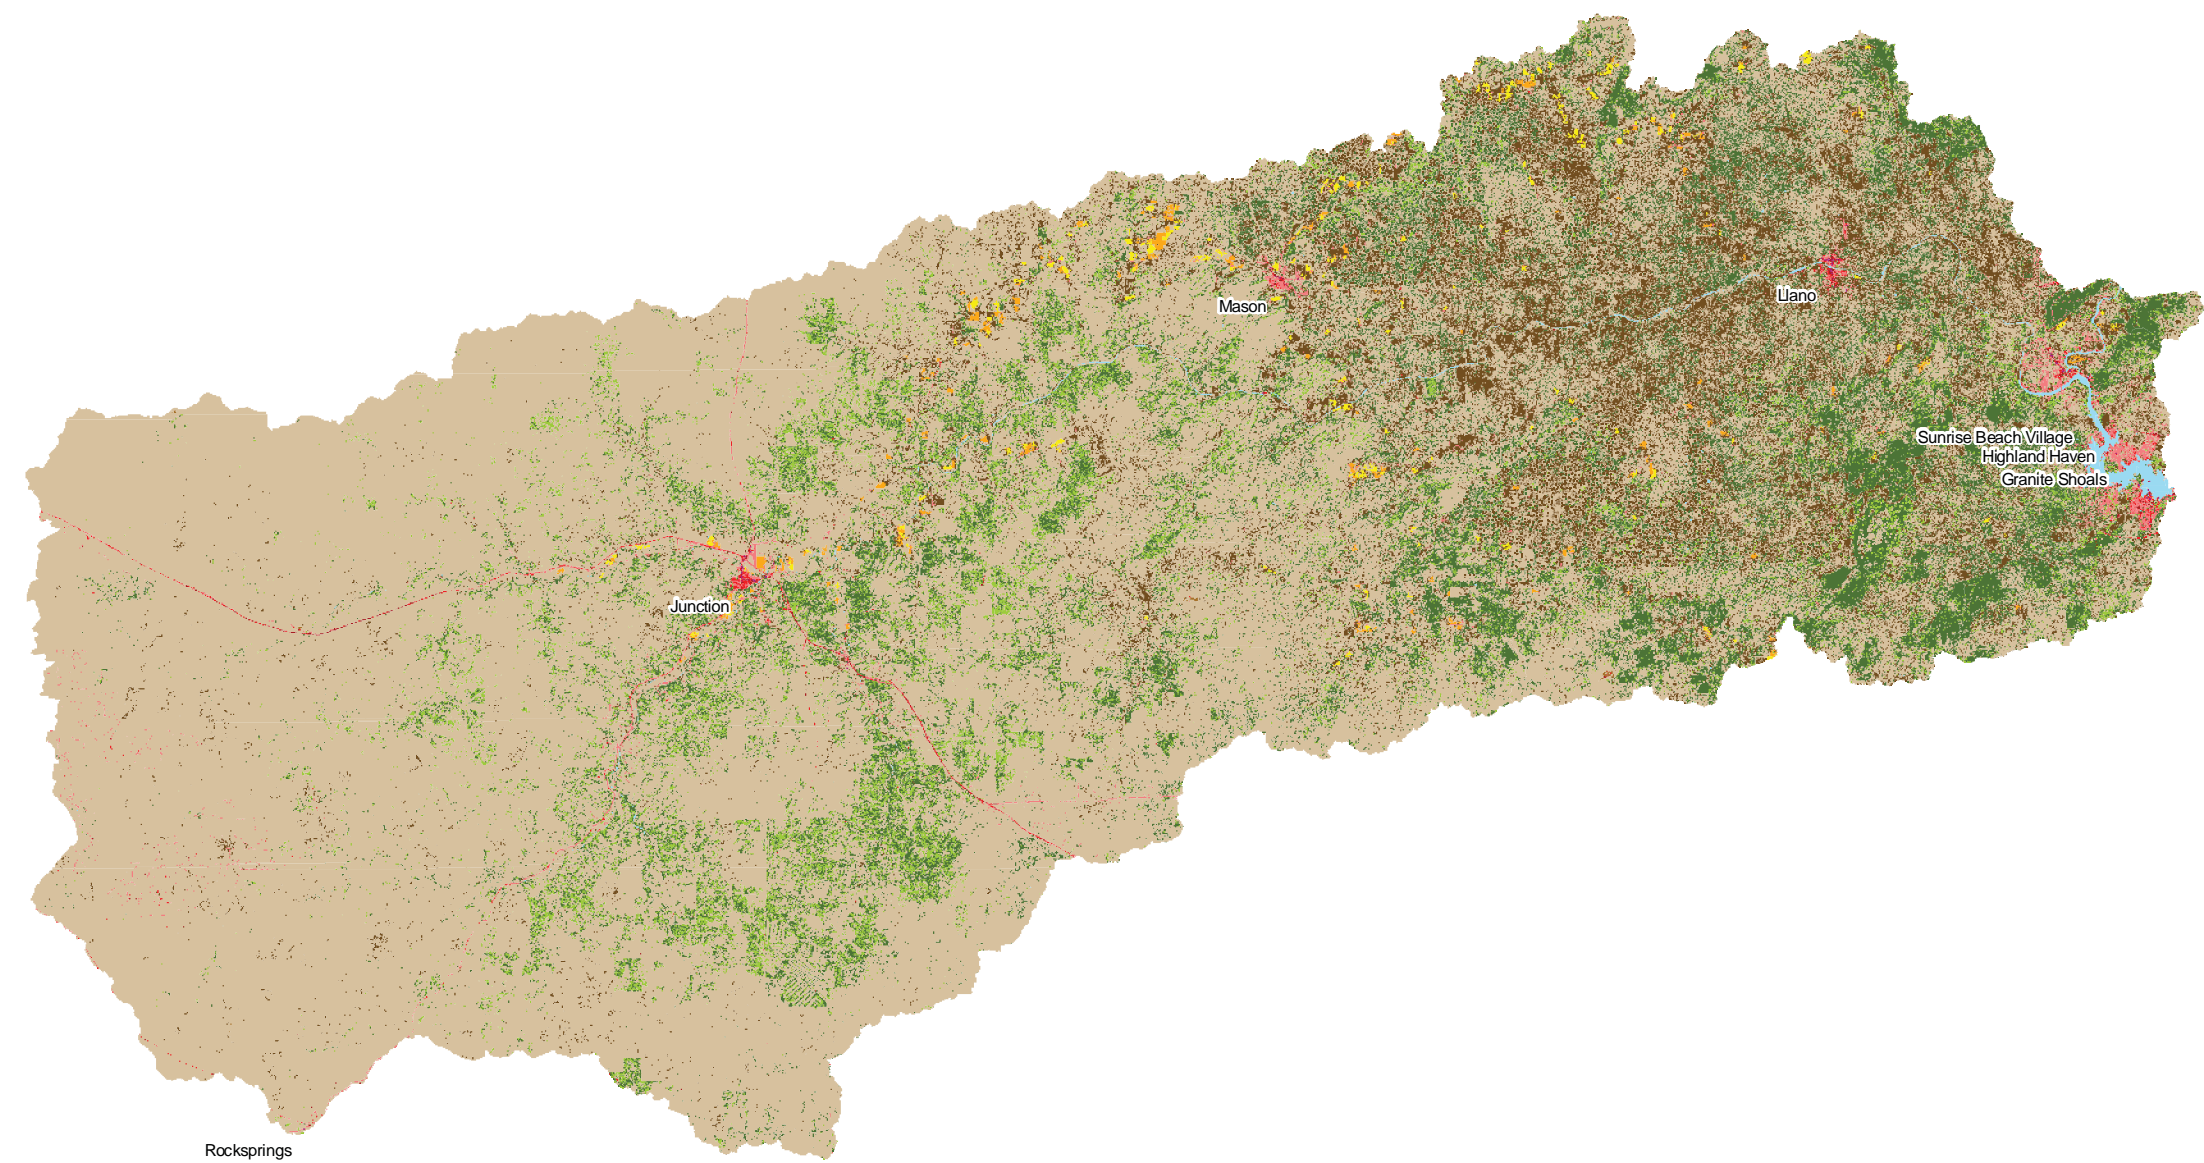 Mason
Llano
Sunrise Beach Village
Highland Haven
Granite Shoals
Junction
Rocksprings